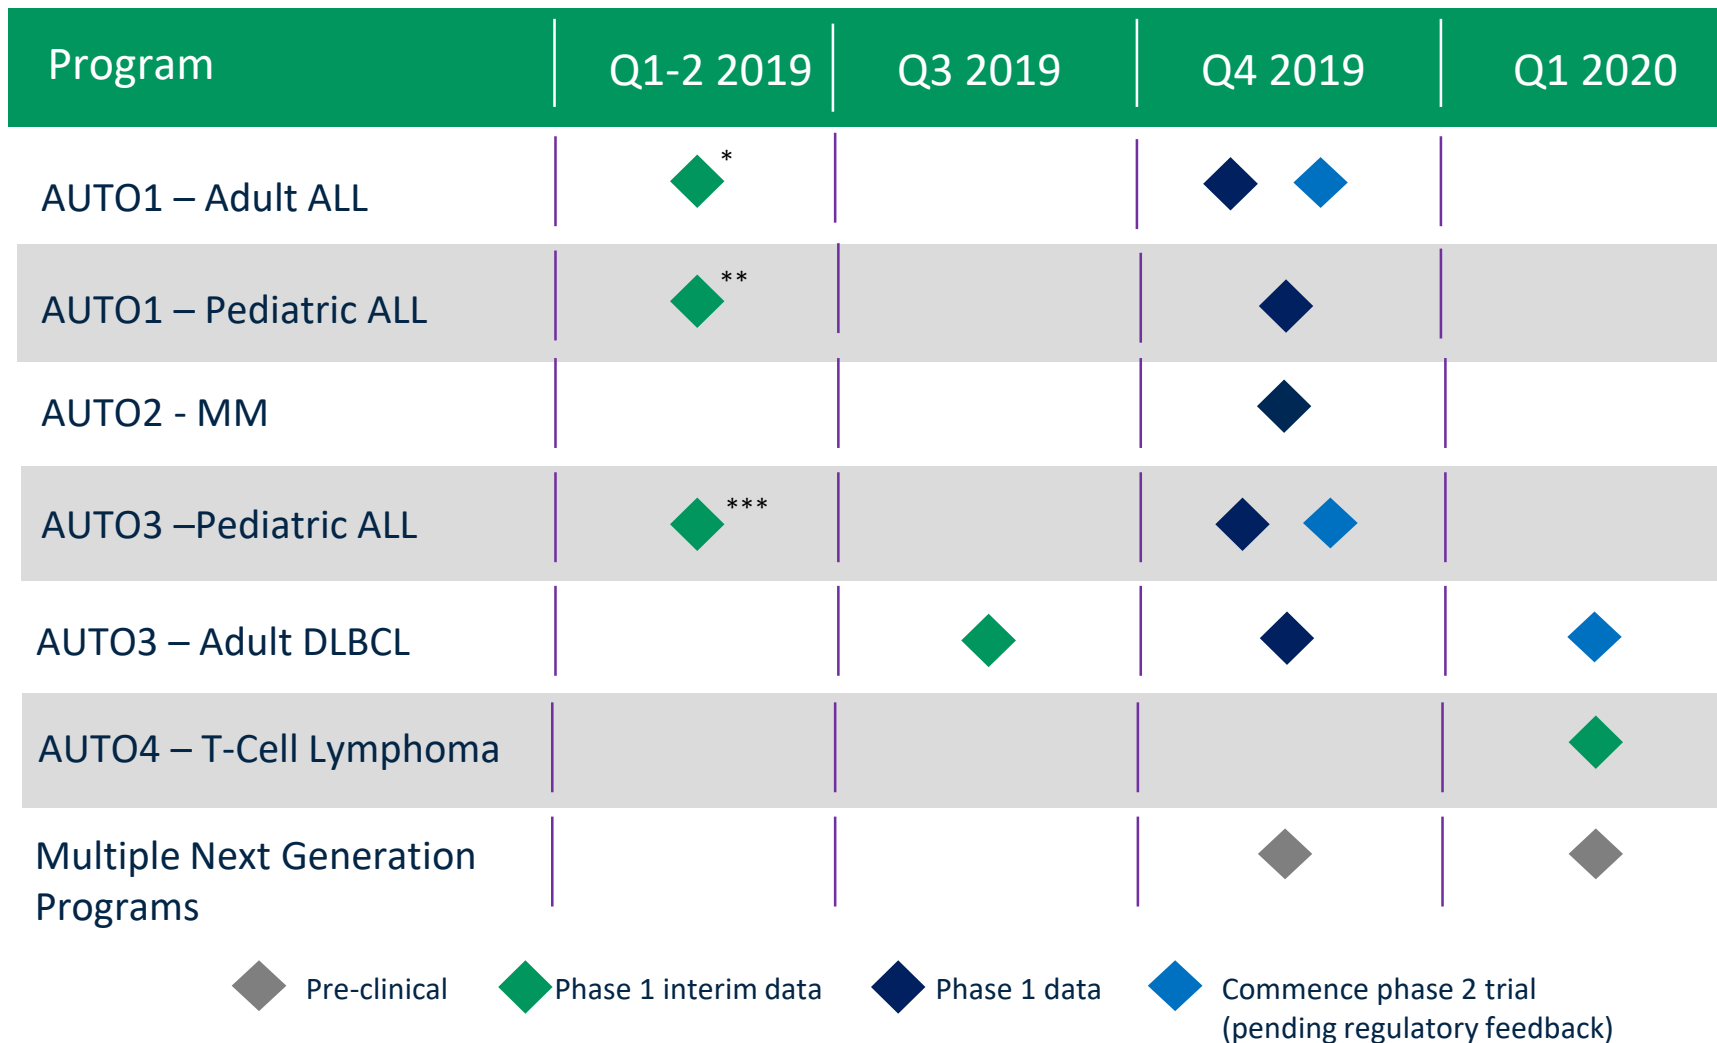 Program Q1-2 2019 Q3 2019 Q4 2019 Q1 2020
AUTO1 – Adult ALL *
AUTO1 – Pediatric ALL **
AUTO2 - MM
AUTO3 –Pediatric ALL ***
AUTO3 – Adult DLBCL
AUTO4 – T-Cell Lymphoma
Multiple Next Generation
Programs
Pre-clinical Phase 1 interim data Phase 1 data Commence phase 2 trial
(pending regulatory feedback)